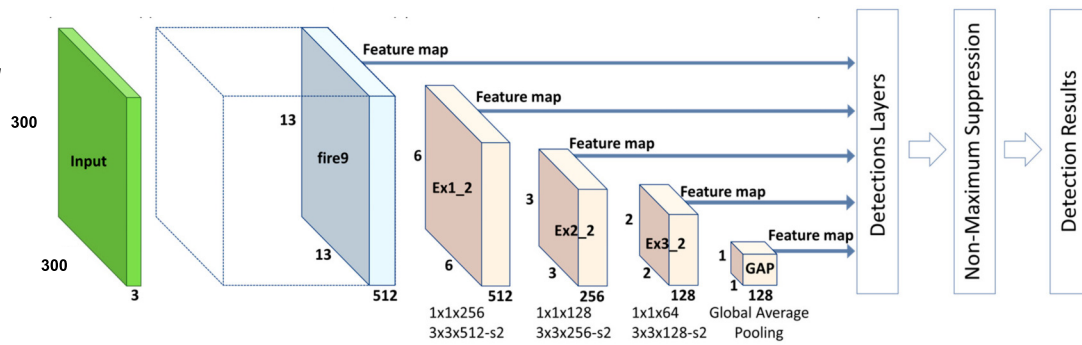 300
300
Input
3
13
13
fire9
512
Feature map
6
6
Ex1_2
512
1x1x256
3x3x512-s2
Feature map
3
3
Ex2_2
256
1x1x128
3x3x256-s2
Feature map
2
2
Ex3_2
128
1x1x64
3x3x128-s2
Feature map
1
1
GAP
128
Global Average
Pooling
Feature map
Detections Layers
Non-Maximum Suppression
Detection Results